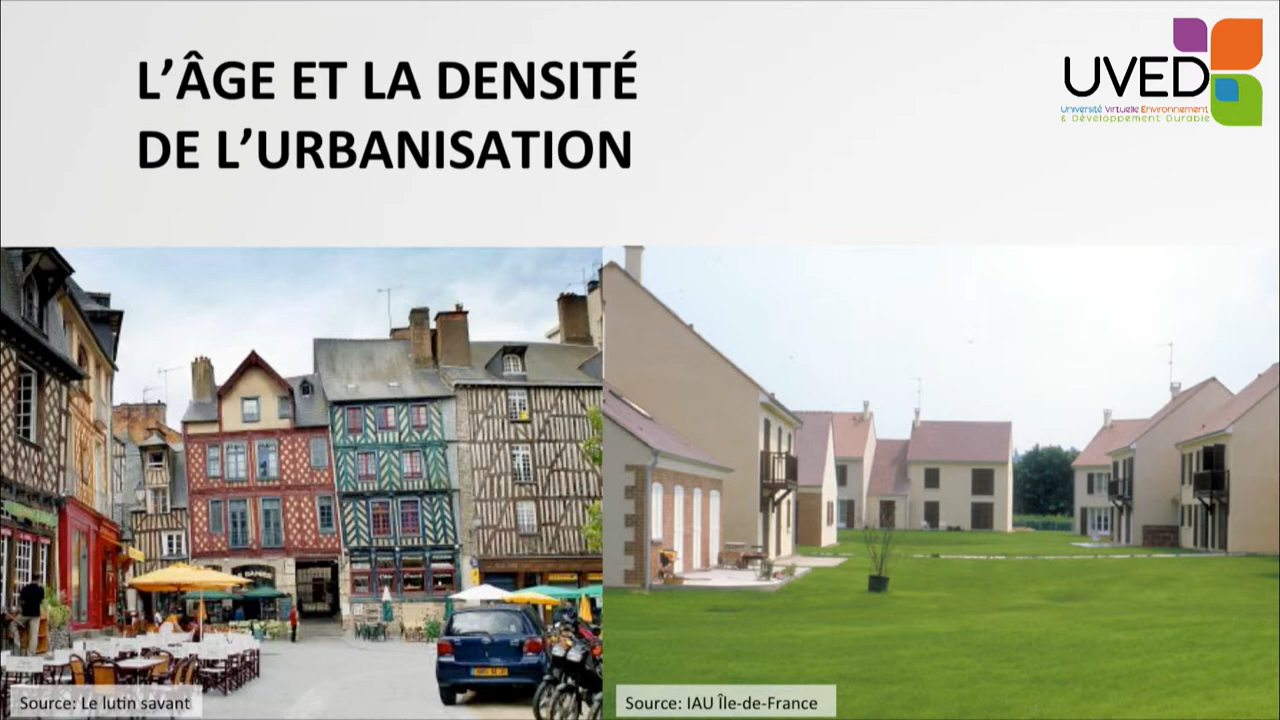 L'ÂGE ET LA DENSITÉ
DE L'URBANISATION
UVED
Université Virtuelle Environnement
& Développement Durable
Source: Le lutin savant
Source: IAU Île-de-France